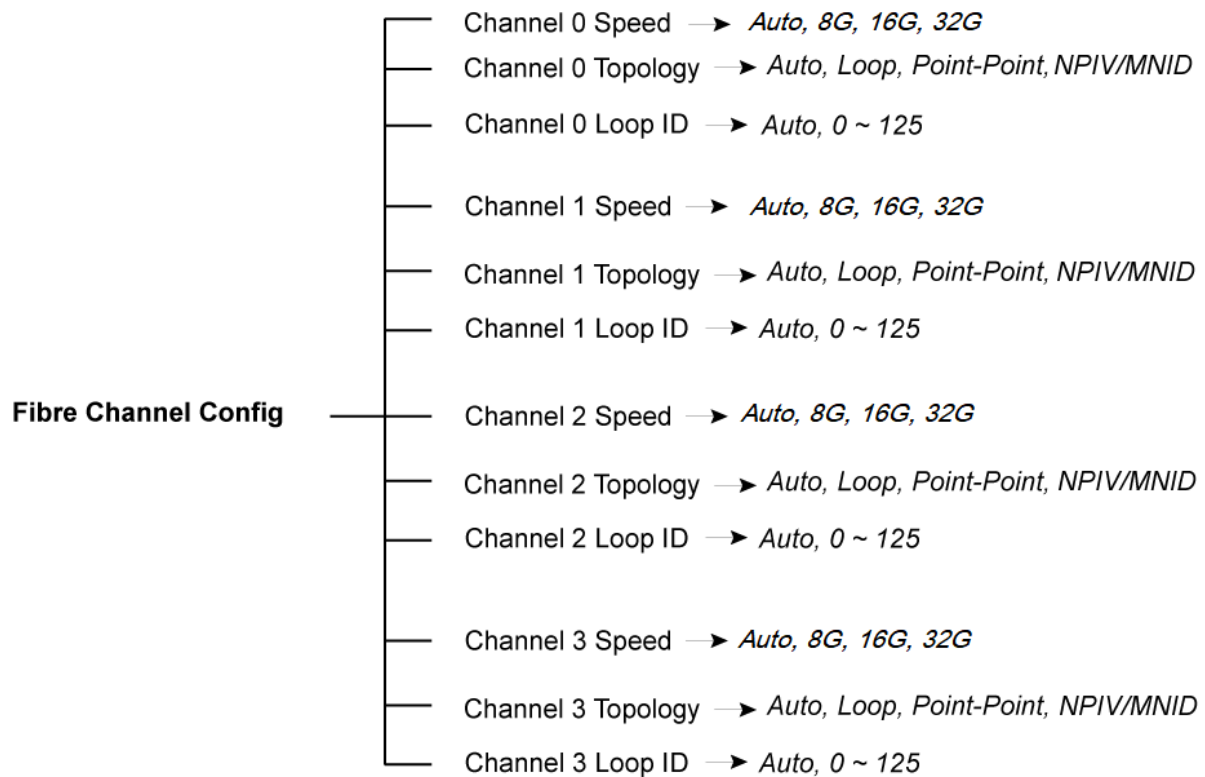 Channel 0 Speed Auto, 8G, 16G, 32G
Channel 0 Topology Auto, Loop, Point-Point, NPIV/MNID
Channel 0 Loop ID Auto, 0 ~ 125
Channel 1 Speed Auto, 8G, 16G, 32G
Channel 1 Topology Auto, Loop, Point-Point, NPIV/MNID
Channel 1 Loop ID Auto, 0 ~ 125
Fibre Channel Config
Channel 2 Speed Auto, 8G, 16G, 32G
Channel 2 Topology Auto, Loop, Point-Point, NPIV/MNID
Channel 2 Loop ID Auto, 0 ~ 125
Channel 3 Speed Auto, 8G, 16G, 32G
Channel 3 Topology Auto, Loop, Point-Point, NPIV/MNID
Channel 3 Loop ID Auto, 0 ~ 125